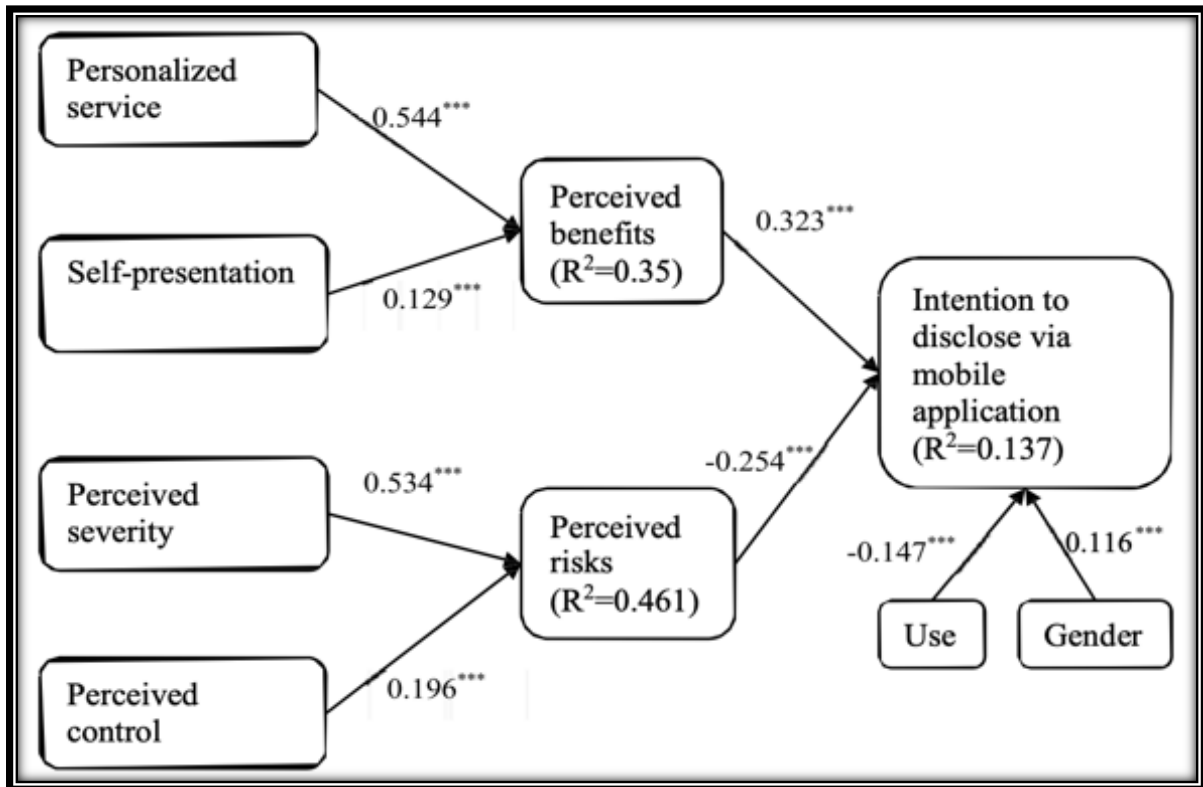 Personalized
service
0.544***
Self-presentation
0.129***
Perceived
benefits
(R²=0.35)
0.323***
Perceived
severity
0.534***
Perceived
control
0.196***
Perceived
risks
(R²=0.461)
-0.254***
Intention to
disclose via
mobile
application
(R²=0.137)
-0.147***
0.116***
Use
Gender